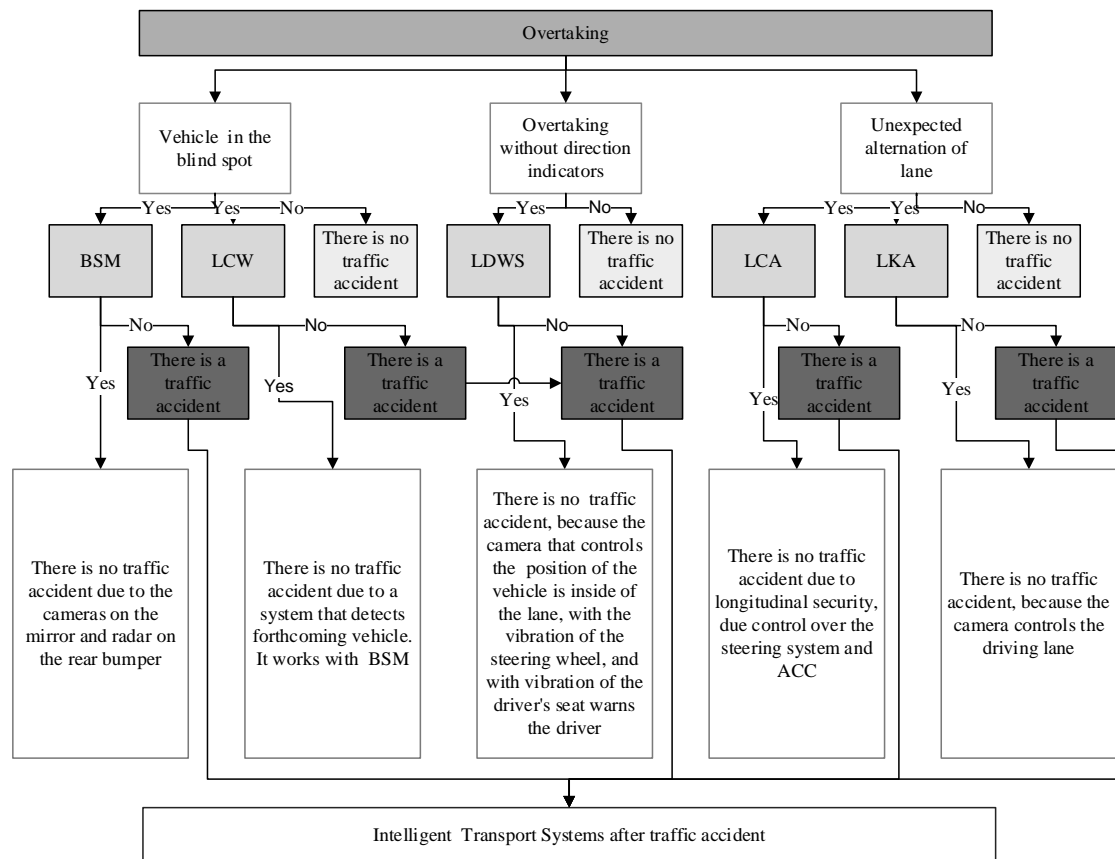 Overtaking
Vehicle in the
blind spot
Overtaking
without direction
indicators
Unexpected
alternation of
lane
Yes
Yes
No
Yes
No
Yes
Yes
No
BSM
LCW
There is no
traffic
accident
LDWS
There is no
traffic
accident
LCA
LKA
There is no
traffic
accident
No
No
No
No
No
Yes
There is a
traffic
accident
Yes
There is a
traffic
accident
Yes
There is a
traffic
accident
Yes
There is a
traffic
accident
Yes
There is a
traffic
accident
There is no traffic
accident due to the
cameras on the
mirror and radar on
the rear bumper
There is no traffic
accident due to a
system that detects
forthcoming vehicle.
It works with BSM
There is no traffic
accident, because the
camera that controls
the position of the
vehicle is inside of
the lane, with the
vibration of the
steering wheel, and
with vibration of the
driver's seat warns
the driver
There is no traffic
accident due to
longitudinal security,
due control over the
steering system and
ACC
There is no traffic
accident, because the
camera controls the
driving lane
Intelligent Transport Systems after traffic accident